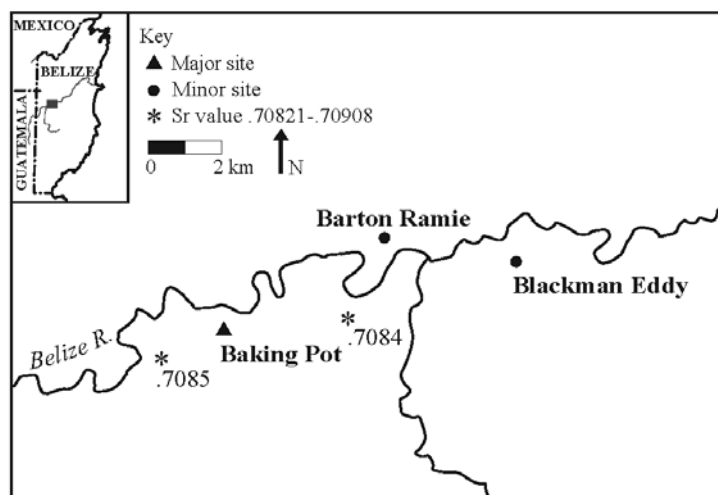 MEXICO
BELIZE
GUATEMALA
Key
Major site
Minor site
Sr value .70821-.70908
0 2 km
N
Barton Ramie
Blackman Eddy
.7084
Baking Pot
Belize R.
.7085